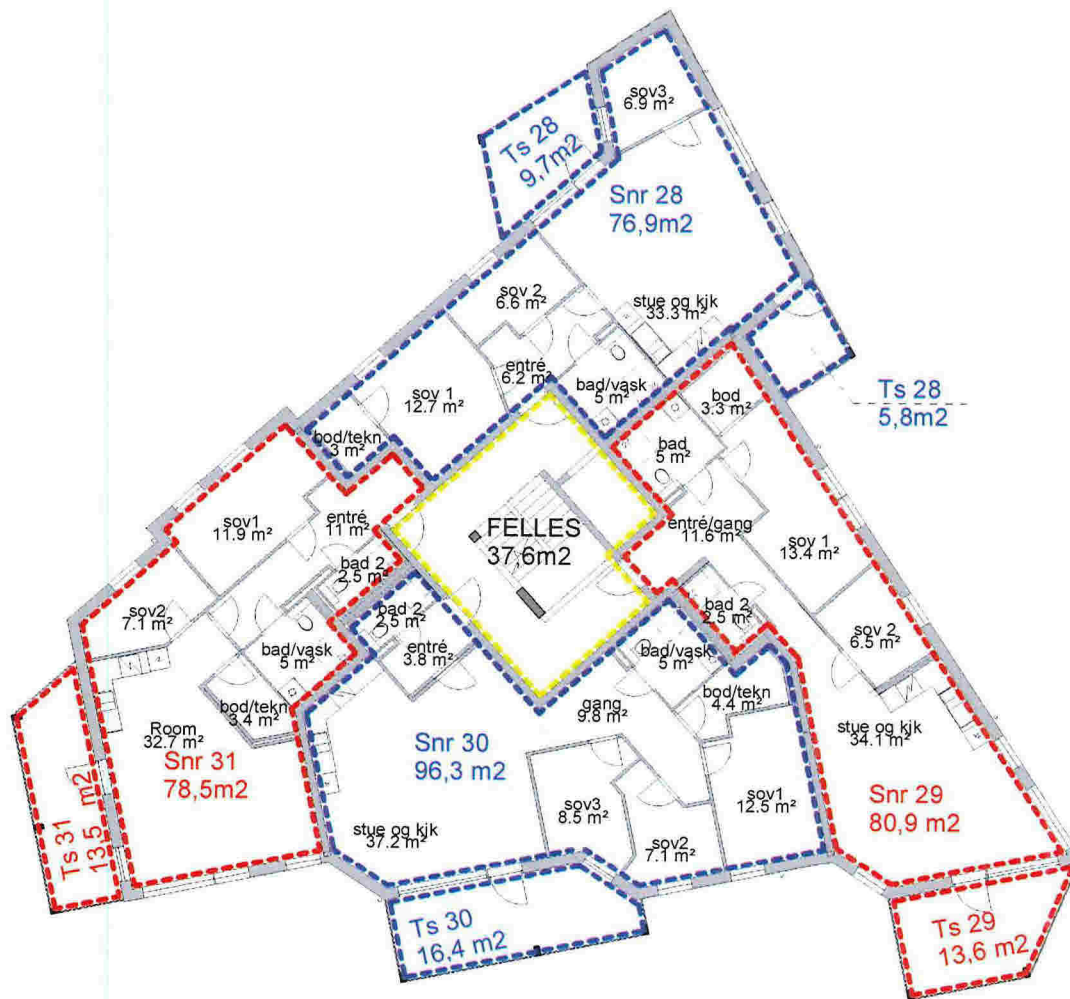 sov3
6.9 m²
Ts 28
9,7m2
Snr 28
76,9m2
sov 2
6.6 m²
stue og kjk
33.3 m²
entré
6.2 m²
bad/vask
5 m²
sov 1
12.7 m²
bod/tekn
3 m²
Ts 28
5,8m2
bod
3.3 m²
bad
5 m²
entré/gang
11.6 m²
sov 1
13.4 m²
sov 2
6.5 m²
bad 2
2.5 m²
stue og kjk
34.1 m²
Snr 29
80,9 m2
Ts 29
13,6 m2
FELLES
37,6m2
sov1
11.9 m²
entré
11 m²
bad 2
2.5 m²
sov2
7.1 m²
bad/vask
5 m²
bod/tekn
3.4 m²
Room
32.7 m²
Snr 31
78,5m2
Ts 31
13,5 m2
bad 2
2.5 m²
entré
3.8 m²
bad/vask
5 m²
gang
9.8 m²
bod/tekn
4.4 m²
Snr 30
96,3 m2
sov1
12.5 m²
sov3
8.5 m²
sov2
7.1 m²
stue og kjk
37.2 m²
Ts 30
16,4 m2